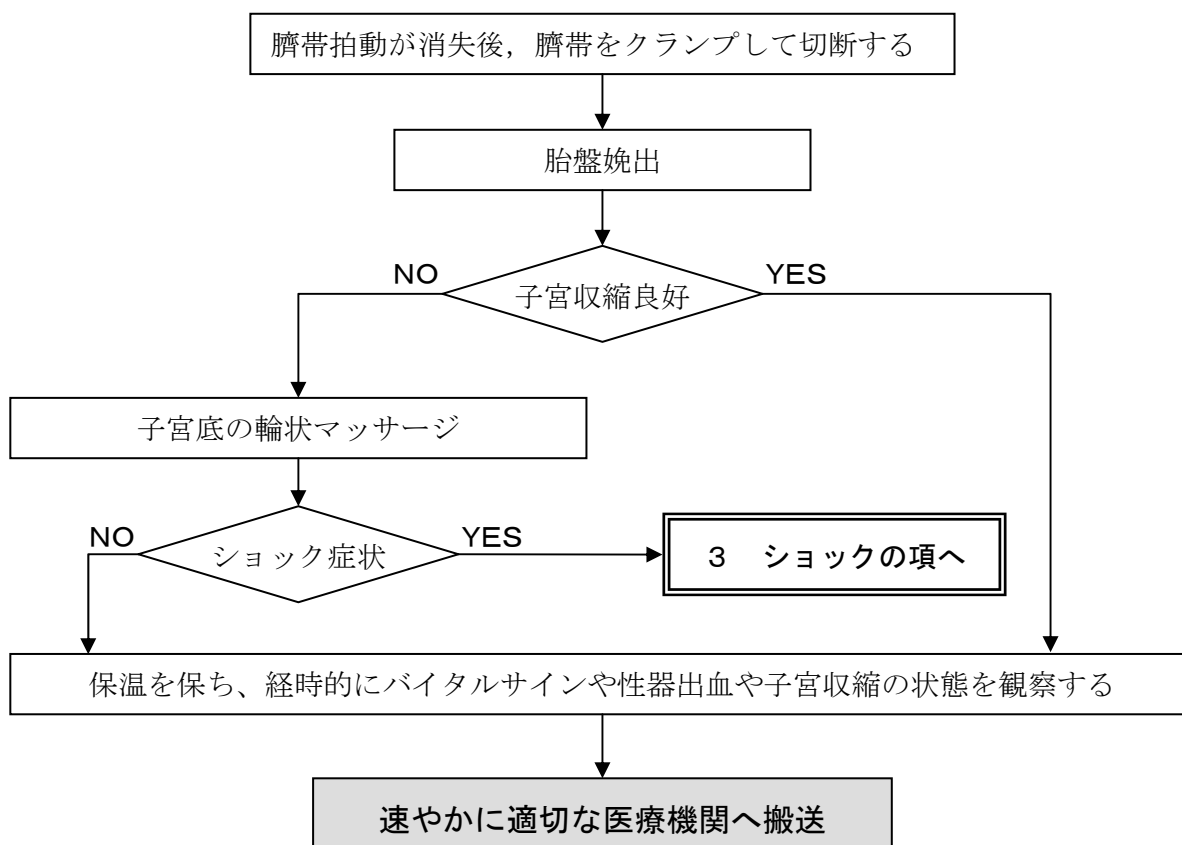 臍帯拍動が消失後，臍帯をクランプして切断する
胎盤娩出
NO
YES
子宮収縮良好
子宮底の輪状マッサージ
NO
YES
ショック症状
３　ショックの項へ
保温を保ち、経時的にバイタルサインや性器出血や子宮収縮の状態を観察する
速やかに適切な医療機関へ搬送